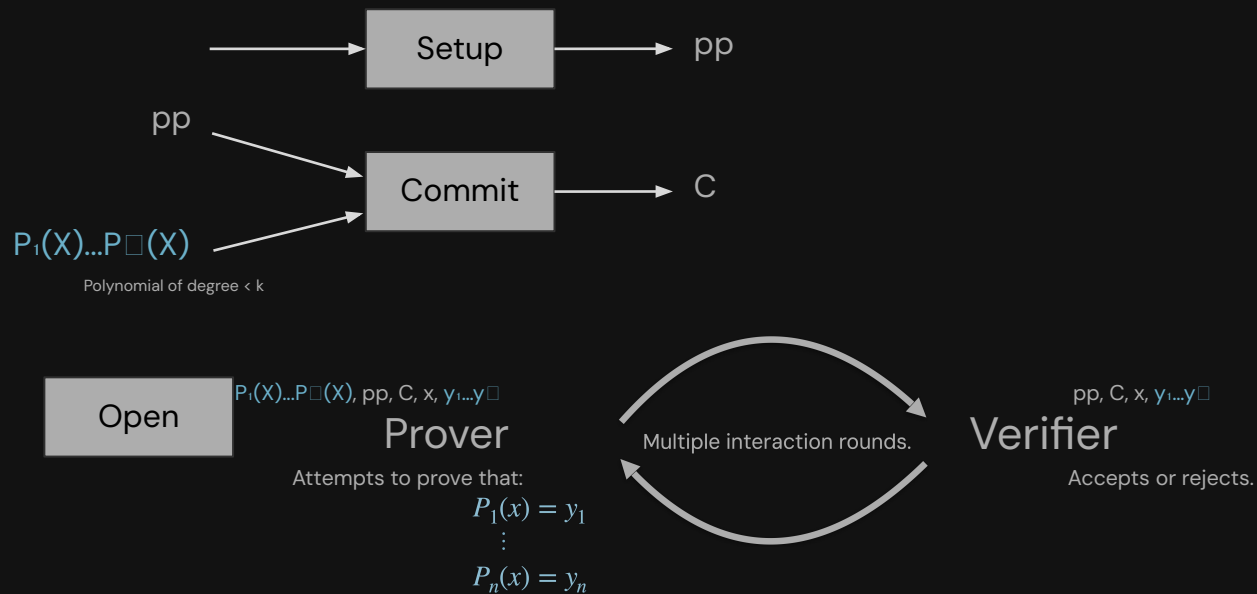 Setup
pp
pp
Commit
C
P₁(X)...P□(X)
Polynomial of degree < k
Open
P₁(X)...P□(X), pp, C, x, y₁...y□
Prover
Attempts to prove that:
P₁(x) = y₁
⋮
Pₙ(x) = yₙ
Multiple interaction rounds.
pp, C, x, y₁...y□
Verifier
Accepts or rejects.